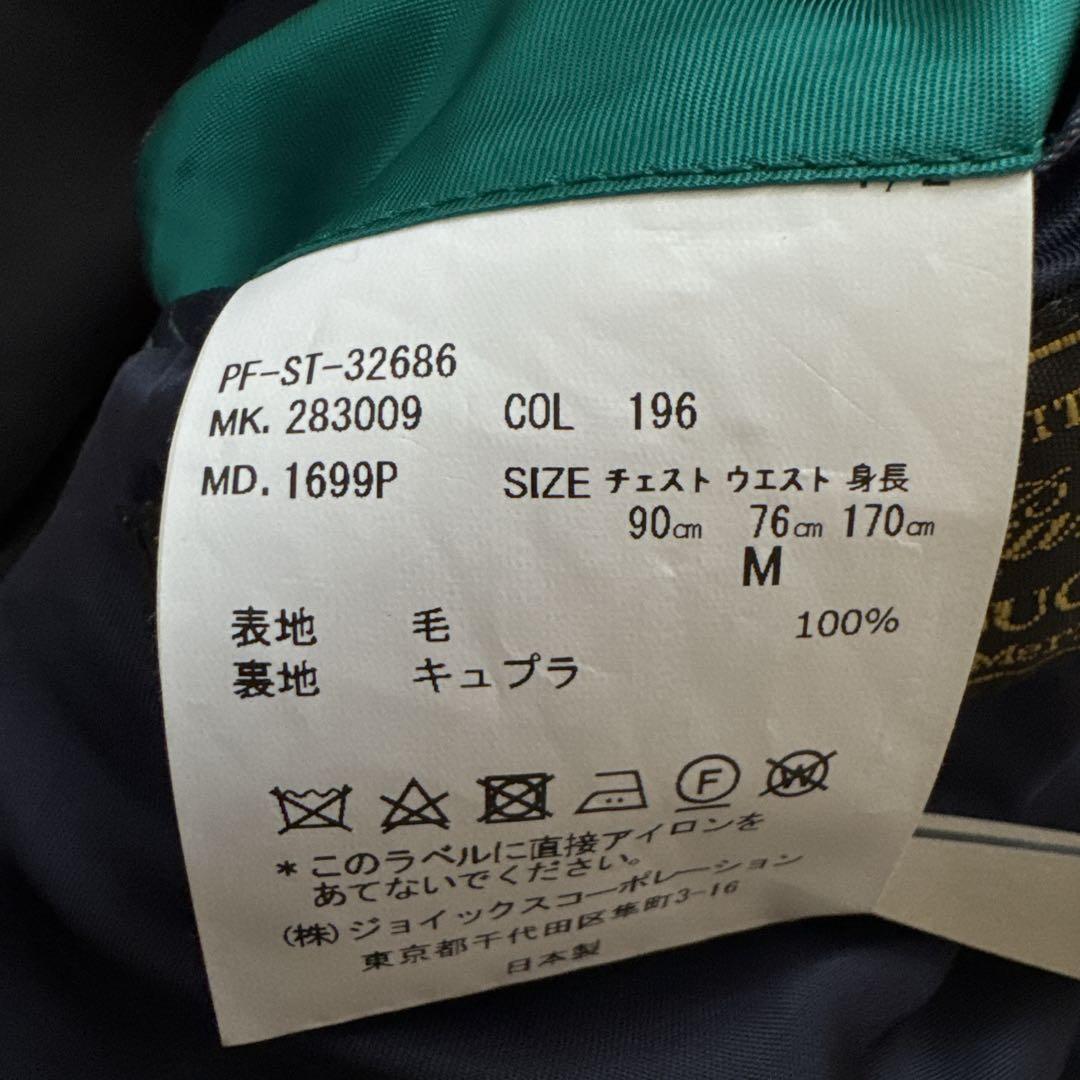 PF-ST-32686
MK. 283009 COL 196
MD. 1699P SIZE チェスト ウエスト 身長
90㎝ 76㎝ 170㎝
M
表地 毛 100%
裏地 キュプラ
F W
*このラベルに直接アイロンを
あてないでください。
(株)ジョイックスコーポレーション
東京都千代田区隼町3-16
日本製